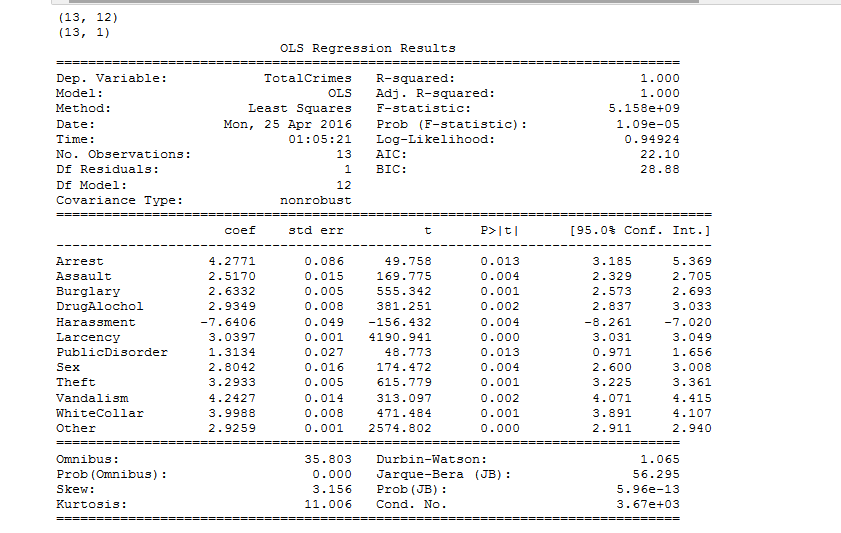 (13, 12)
(13, 1)
OLS Regression Results
==============================================================================
Dep. Variable: TotalCrimes R-squared: 1.000
Model: OLS Adj. R-squared: 1.000
Method: Least Squares F-statistic: 5.158e+09
Date: Mon, 25 Apr 2016 Prob (F-statistic): 1.09e-05
Time: 01:05:21 Log-Likelihood: 0.94924
No. Observations: 13 AIC: 22.10
Df Residuals: 1 BIC: 28.88
Df Model: 12
Covariance Type: nonrobust
==================================================================================
coef std err t P>|t| [95.0% Conf. Int.]
----------------------------------------------------------------------------------
Arrest 4.2771 0.086 49.758 0.013 3.185 5.369
Assault 2.5170 0.015 169.775 0.004 2.329 2.705
Burglary 2.6332 0.005 555.342 0.001 2.573 2.693
DrugAlochol 2.9349 0.008 381.251 0.002 2.837 3.033
Harassment -7.6406 0.049 -156.432 0.004 -8.261 -7.020
Larcency 3.0397 0.001 4190.941 0.000 3.031 3.049
PublicDisorder 1.3134 0.027 48.773 0.013 0.971 1.656
Sex 2.8042 0.016 174.472 0.004 2.600 3.008
Theft 3.2933 0.005 615.779 0.001 3.225 3.361
Vandalism 4.2427 0.014 313.097 0.002 4.071 4.415
WhiteCollar 3.9988 0.008 471.484 0.001 3.891 4.107
Other 2.9259 0.001 2574.802 0.000 2.911 2.940
==============================================================================
Omnibus: 35.803 Durbin-Watson: 1.065
Prob(Omnibus): 0.000 Jarque-Bera (JB): 56.295
Skew: 3.156 Prob(JB): 5.96e-13
Kurtosis: 11.006 Cond. No. 3.67e+03
==============================================================================